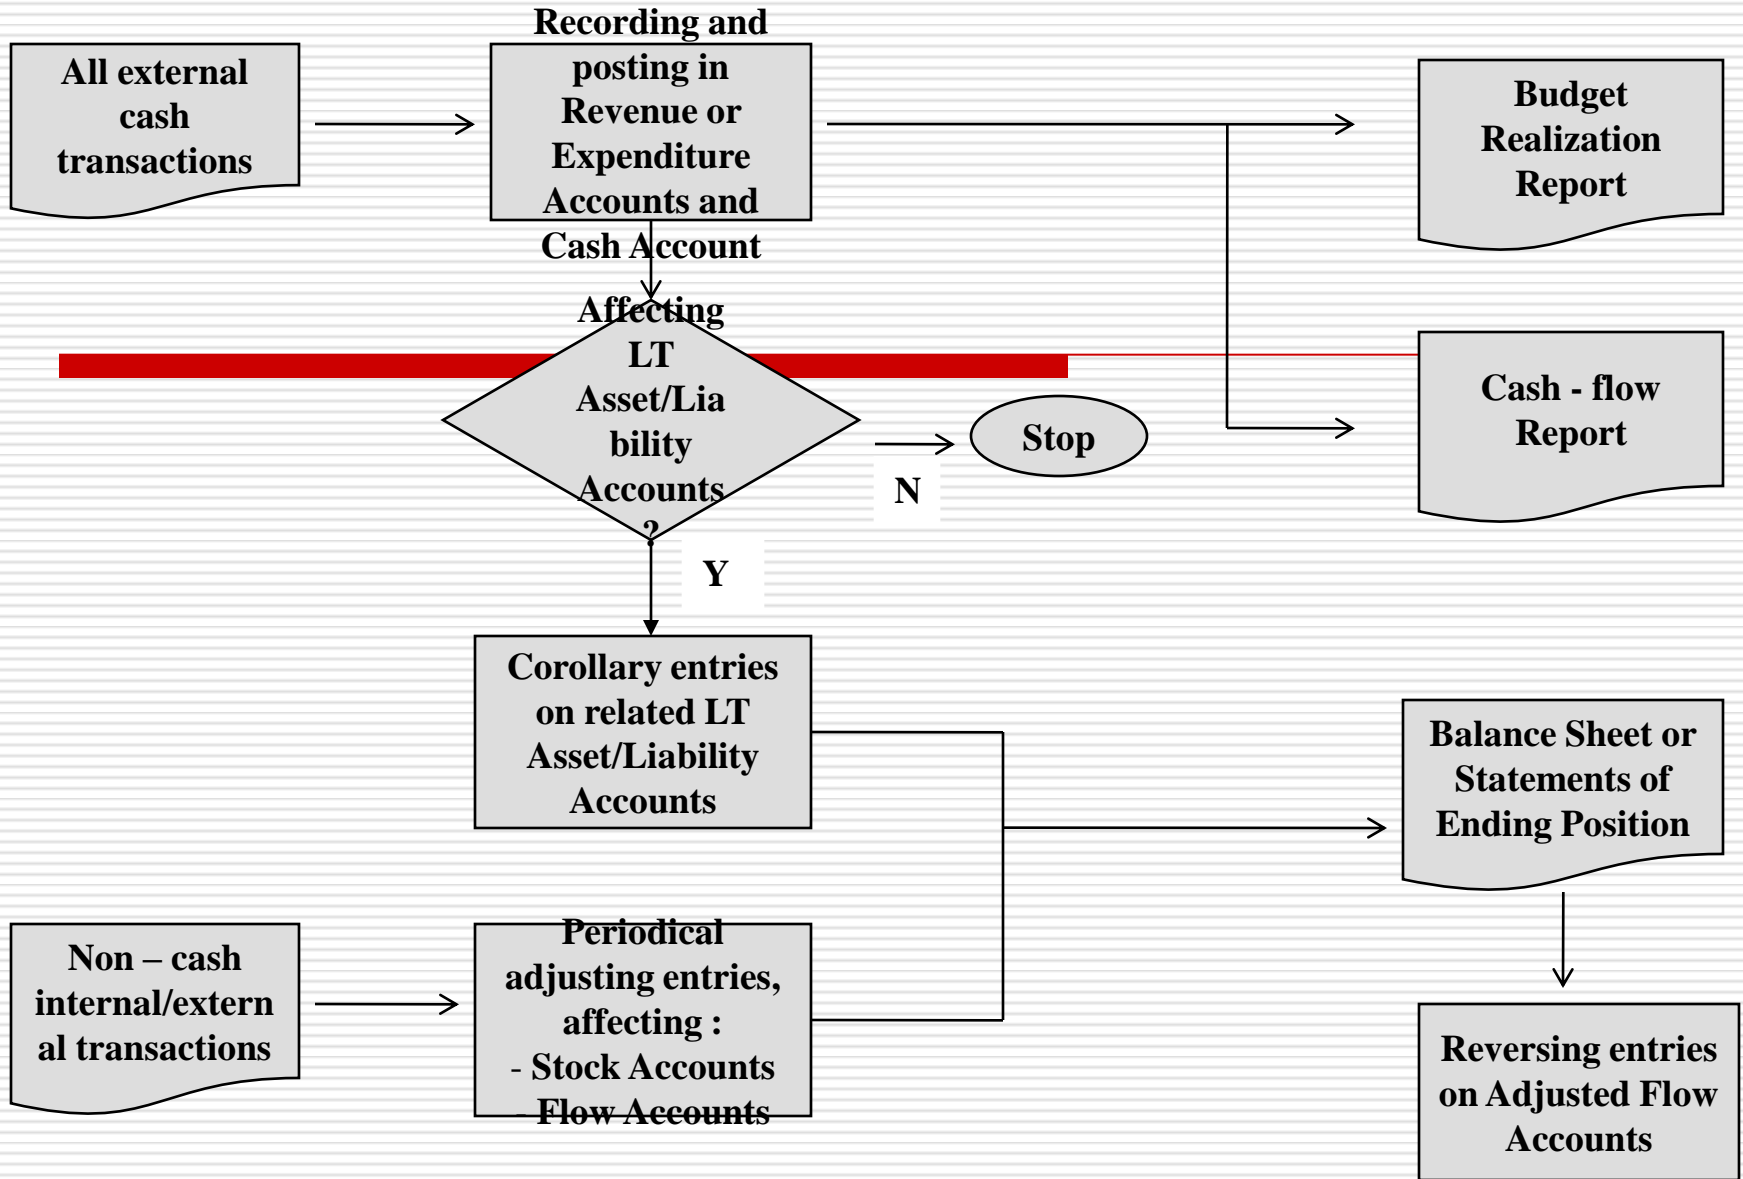 All external
cash
transactions
Recording and
posting in
Revenue or
Expenditure
Accounts and
Cash Account
Budget
Realization
Report
Affecting
LT
Asset/Lia
bility
Accounts
?
N
Stop
Cash - flow
Report
Y
Corollary entries
on related LT
Asset/Liability
Accounts
Balance Sheet or
Statements of
Ending Position
Non – cash
internal/extern
al transactions
Periodical
adjusting entries,
affecting :
- Stock Accounts
- Flow Accounts
Reversing entries
on Adjusted Flow
Accounts